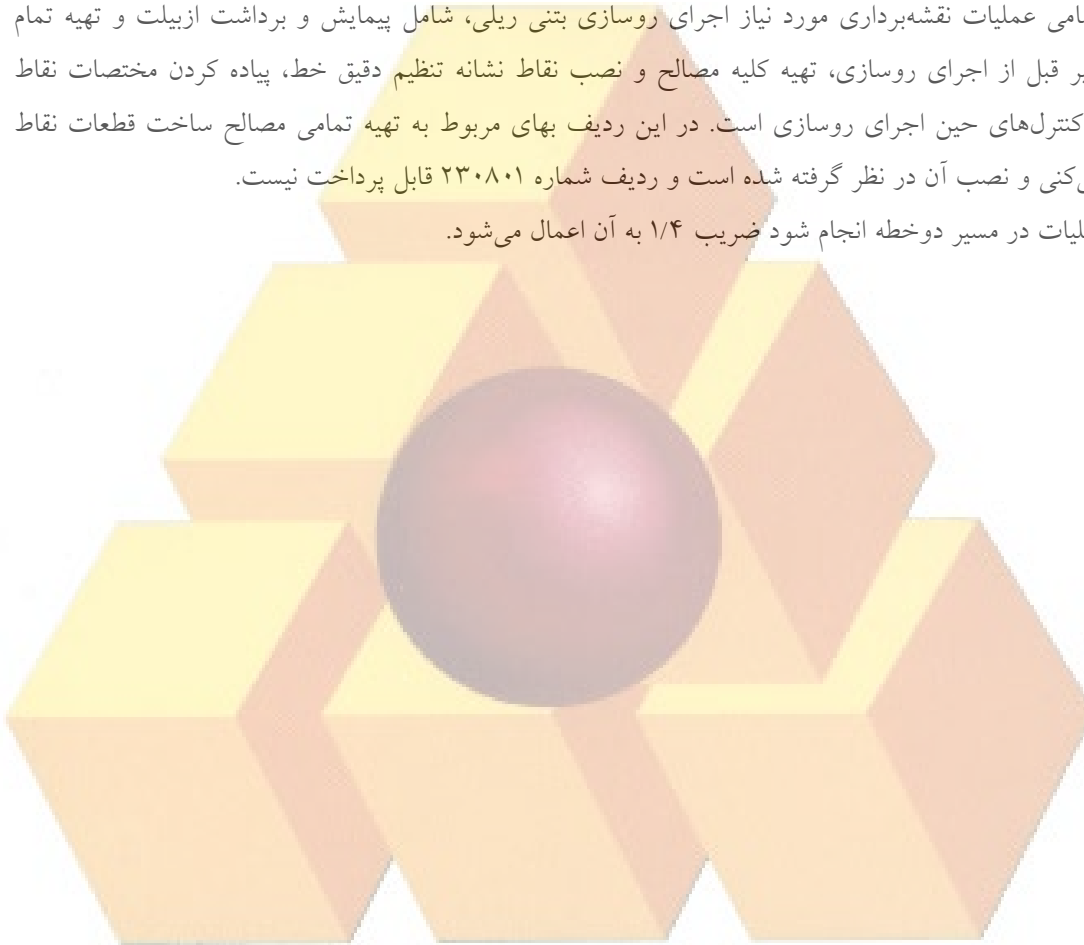 امی عملیات نقشه‌برداری مورد نیاز اجرای روسازی بتنی ریلی، شامل پیمایش و برداشت ازبیلت و تهیه تمام
یر قبل از اجرای روسازی، تهیه کلیه مصالح و نصب نقاط نشانه تنظیم دقیق خط، پیاده کردن مختصات نقاط
کنترل‌های حین اجرای روسازی است. در این ردیف بهای مربوط به تهیه تمامی مصالح ساخت قطعات نقاط
ی‌کنی و نصب آن در نظر گرفته شده است و ردیف شماره ۲۳۰۸۰۱ قابل پرداخت نیست.
لیات در مسیر دوخطه انجام شود ضریب ۱/۴ به آن اعمال می‌شود.